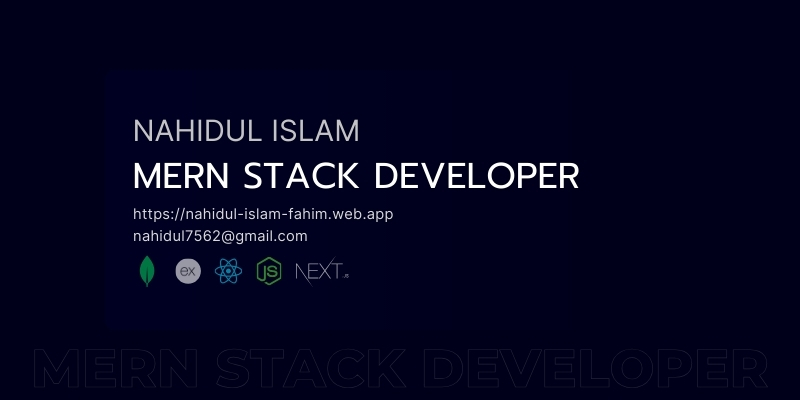 NAHIDUL ISLAM
MERN STACK DEVELOPER
https://nahidul-islam-fahim.web.app
nahidul7562@gmail.com
ex JS NEXT.JS
MERN STACK DEVELOPER